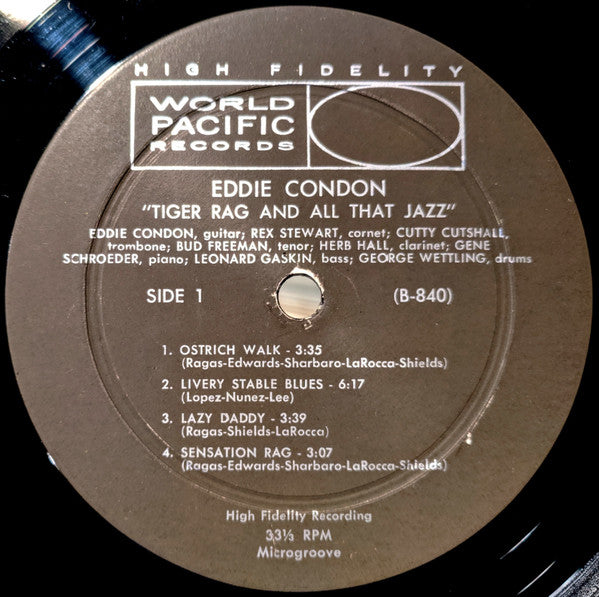 HIGH FIDELITY
WORLD
PACIFIC
RECORDS
EDDIE CONDON
"TIGER RAG AND ALL THAT JAZZ"
EDDIE CONDON, guitar; REX STEWART, cornet; CUTTY CUTSHALL,
trombone; BUD FREEMAN, tenor; HERB HALL, clarinet; GENE
SCHROEDER, piano; LEONARD GASKIN, bass; GEORGE WETTLING, drums
SIDE 1 (B-840)
1. OSTRICH WALK - 3:35
(Ragas-Edwards-Sharbaro-LaRocca-Shields)
2. LIVERY STABLE BLUES - 6:17
(Lopez-Nunez-Lee)
3. LAZY DADDY - 3:39
(Ragas-Shields-LaRocca)
4. SENSATION RAG - 3:07
(Ragas-Edwards-Sharbaro-LaRocca-Shields)
High Fidelity Recording
33⅓ RPM
Microgroove